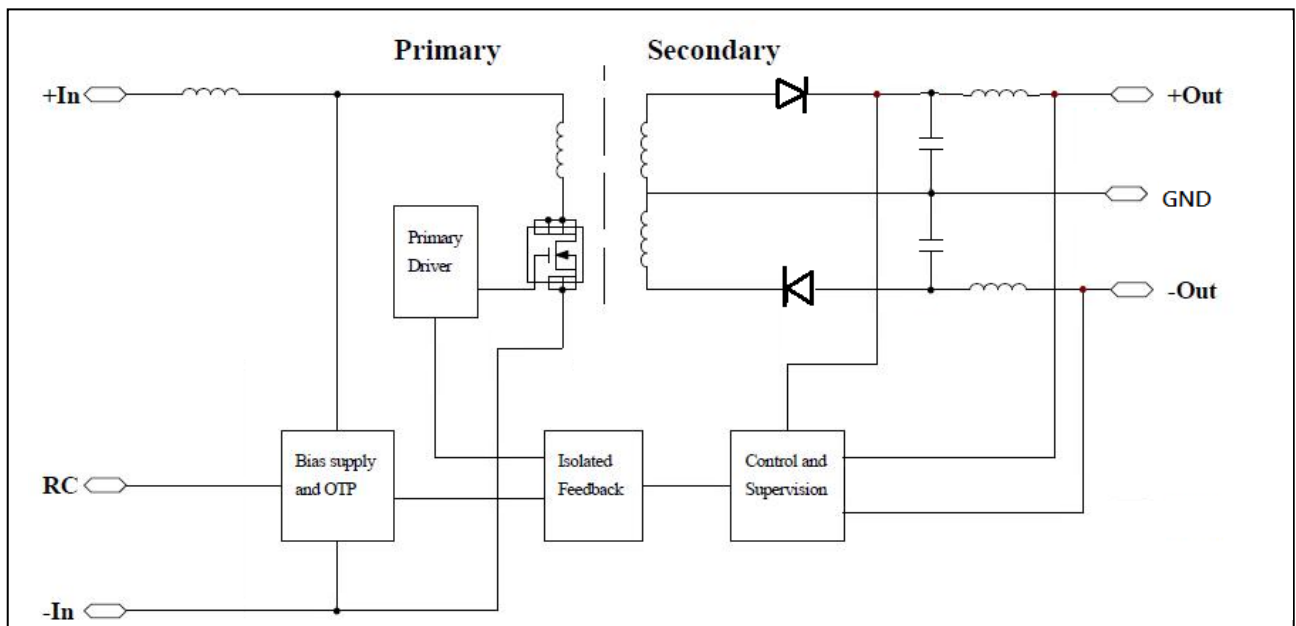 Primary
Secondary
+In
+Out
GND
Primary
Driver
-Out
Bias supply
and OTP
Isolated
Feedback
Control and
Supervision
RC
-In